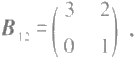 B₁₂ = ( 3 2
0 1 ) .